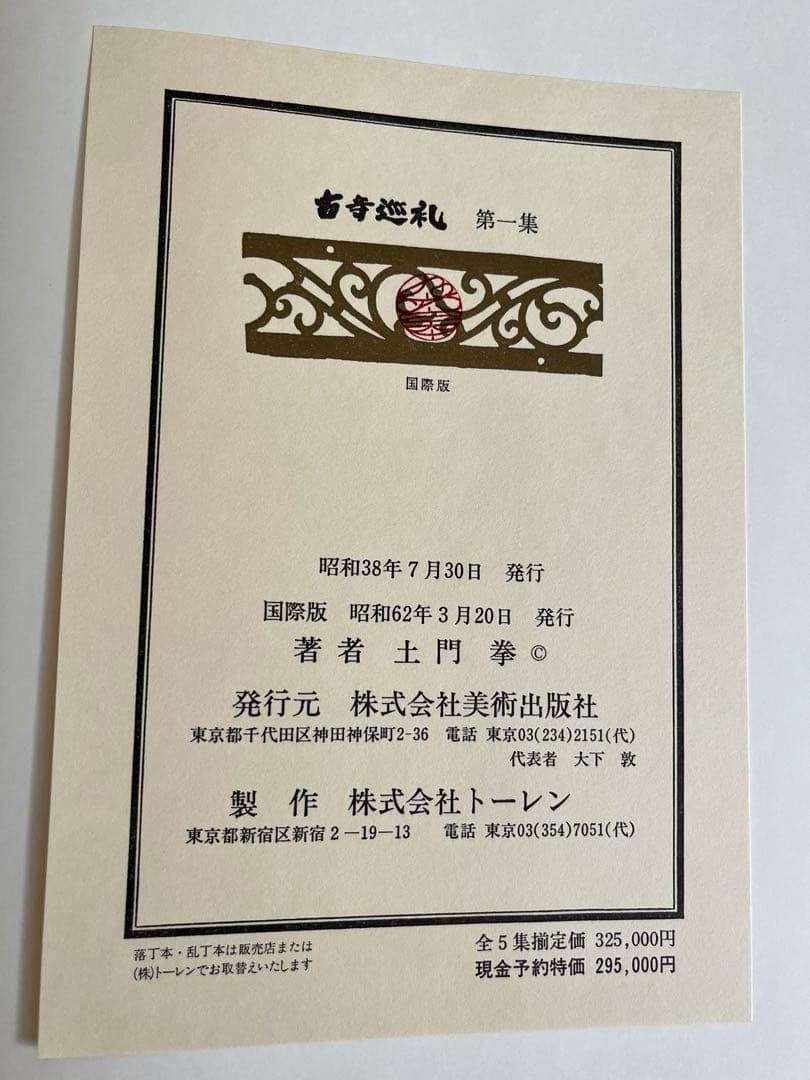 古寺巡礼 第一集
国際版
昭和38年7月30日 発行
国際版 昭和62年3月20日 発行
著者 土門 拳 ©
発行元 株式会社美術出版社
東京都千代田区神田神保町2-36 電話 東京03(234)2151(代)
代表者 大下 敦
製作 株式会社トーレン
東京都新宿区新宿2―19―13 電話 東京03(354)7051(代)
落丁本・乱丁本は販売店または
(株)トーレンでお取替えいたします
全5集揃定価 325,000円
現金予約特価 295,000円